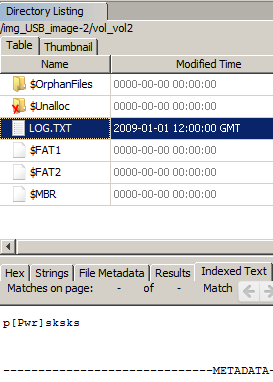 Directory Listing
/img_USB_image-2/vol_vol2
Table Thumbnail
Name Modified Time
$OrphanFiles 0000-00-00 00:00:00
$Unalloc 0000-00-00 00:00:00
LOG.TXT 2009-01-01 12:00:00 GMT
$FAT1 0000-00-00 00:00:00
$FAT2 0000-00-00 00:00:00
$MBR 0000-00-00 00:00:00
Hex Strings File Metadata Results Indexed Text
Matches on page: - of - Match
p[Pwr]sksks
------------------------------METADATA-